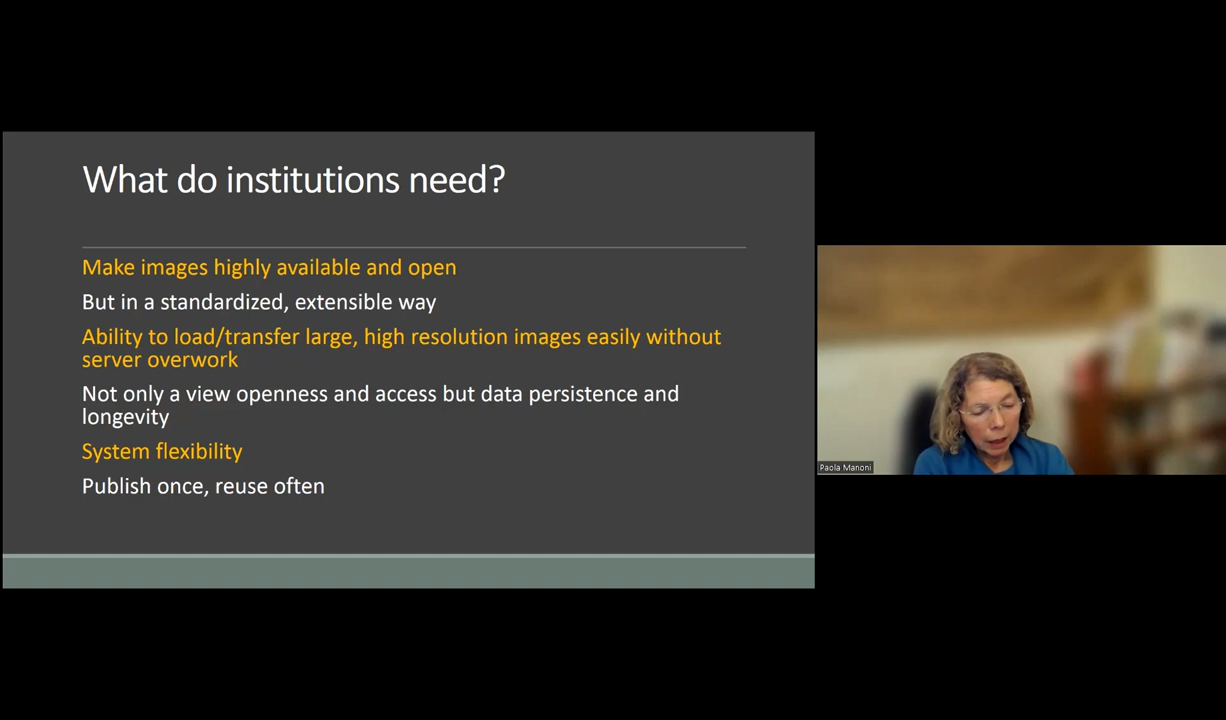 What do institutions need?
Make images highly available and open
But in a standardized, extensible way
Ability to load/transfer large, high resolution images easily without
server overwork
Not only a view openness and access but data persistence and
longevity
System flexibility
Publish once, reuse often
Paola Manoni